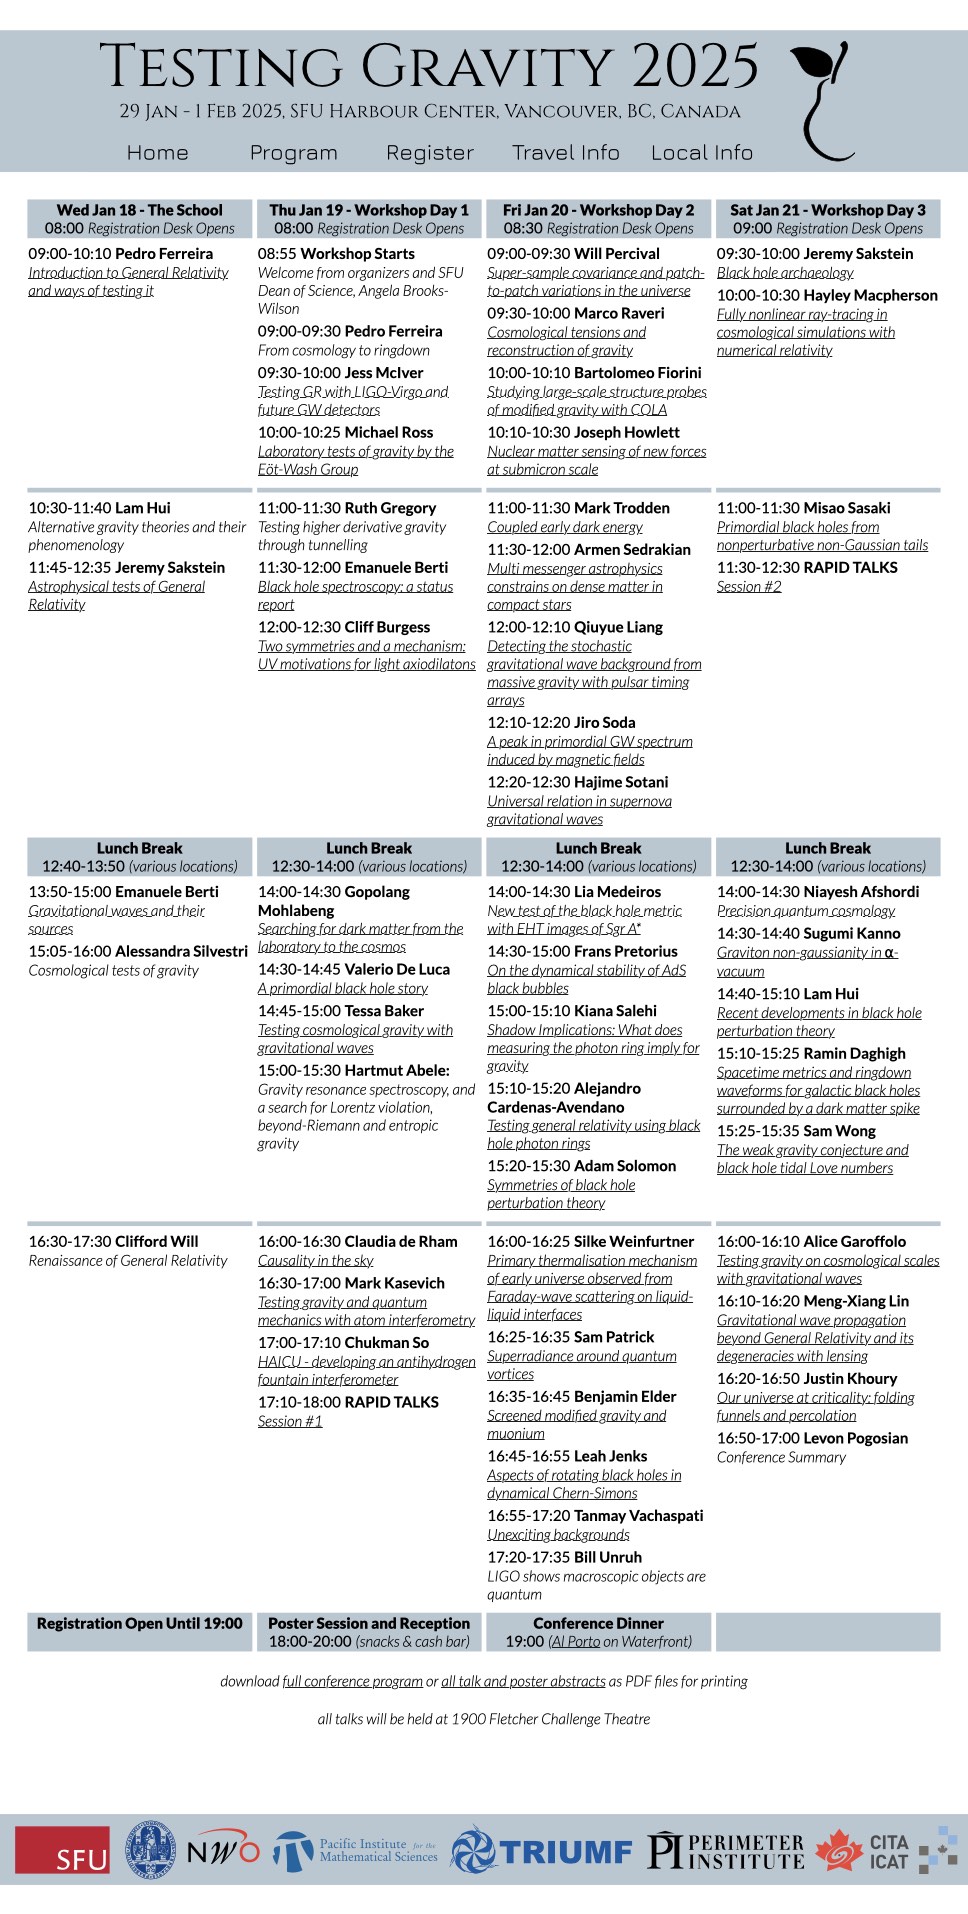 TESTING GRAVITY 2025
29 JAN - 1 FEB 2025, SFU HARBOUR CENTER, VANCOUVER, BC, CANADA
Home Program Register Travel Info Local Info
Wed Jan 18 - The School
08:00 Registration Desk Opens
09:00-10:10 Pedro Ferreira
Introduction to General Relativity
and ways of testing it
10:30-11:40 Lam Hui
Alternative gravity theories and their
phenomenology
11:45-12:35 Jeremy Sakstein
Astrophysical tests of General
Relativity
Lunch Break
12:40-13:50 (various locations)
13:50-15:00 Emanuele Berti
Gravitational waves and their
sources
15:05-16:00 Alessandra Silvestri
Cosmological tests of gravity
16:30-17:30 Clifford Will
Renaissance of General Relativity
Registration Open Until 19:00
Thu Jan 19 - Workshop Day 1
08:00 Registration Desk Opens
08:55 Workshop Starts
Welcome from organizers and SFU
Dean of Science, Angela Brooks-
Wilson
09:00-09:30 Pedro Ferreira
From cosmology to ringdown
09:30-10:00 Jess McIver
Testing GR with LIGO-Virgo and
future GW detectors
10:00-10:25 Michael Ross
Laboratory tests of gravity by the
Eöt-Wash Group
11:00-11:30 Ruth Gregory
Testing higher derivative gravity
through tunnelling
11:30-12:00 Emanuele Berti
Black hole spectroscopy: a status
report
12:00-12:30 Cliff Burgess
Two symmetries and a mechanism:
UV motivations for light axiodilatons
Lunch Break
12:30-14:00 (various locations)
14:00-14:30 Gopolang
Mohlabeng
Searching for dark matter from the
laboratory to the cosmos
14:30-14:45 Valerio De Luca
A primordial black hole story
14:45-15:00 Tessa Baker
Testing cosmological gravity with
gravitational waves
15:00-15:30 Hartmut Abele:
Gravity resonance spectroscopy, and
a search for Lorentz violation,
beyond-Riemann and entropic
gravity
16:00-16:30 Claudia de Rham
Causality in the sky
16:30-17:00 Mark Kasevich
Testing gravity and quantum
mechanics with atom interferometry
17:00-17:10 Chukman So
HAICU - developing an antihydrogen
fountain interferometer
17:10-18:00 RAPID TALKS
Session #1
Poster Session and Reception
18:00-20:00 (snacks & cash bar)
Fri Jan 20 - Workshop Day 2
08:30 Registration Desk Opens
09:00-09:30 Will Percival
Super-sample covariance and patch-
to-patch variations in the universe
09:30-10:00 Marco Raveri
Cosmological tensions and
reconstruction of gravity
10:00-10:10 Bartolomeo Fiorini
Studying large-scale structure probes
of modified gravity with COLA
10:10-10:30 Joseph Howlett
Nuclear matter sensing of new forces
at submicron scale
11:00-11:30 Mark Trodden
Coupled early dark energy
11:30-12:00 Armen Sedrakian
Multi messenger astrophysics
constrains on dense matter in
compact stars
12:00-12:10 Qiuyue Liang
Detecting the stochastic
gravitational wave background from
massive gravity with pulsar timing
arrays
12:10-12:20 Jiro Soda
A peak in primordial GW spectrum
induced by magnetic fields
12:20-12:30 Hajime Sotani
Universal relation in supernova
gravitational waves
Lunch Break
12:30-14:00 (various locations)
14:00-14:30 Lia Medeiros
New test of the black hole metric
with EHT images of Sgr A*
14:30-15:00 Frans Pretorius
On the dynamical stability of AdS
black bubbles
15:00-15:10 Kiana Salehi
Shadow Implications: What does
measuring the photon ring imply for
gravity
15:10-15:20 Alejandro
Cardenas-Avendano
Testing general relativity using black
hole photon rings
15:20-15:30 Adam Solomon
Symmetries of black hole
perturbation theory
16:00-16:25 Silke Weinfurtner
Primary thermalisation mechanism
of early universe observed from
Faraday-wave scattering on liquid-
liquid interfaces
16:25-16:35 Sam Patrick
Superradiance around quantum
vortices
16:35-16:45 Benjamin Elder
Screened modified gravity and
muonium
16:45-16:55 Leah Jenks
Aspects of rotating black holes in
dynamical Chern-Simons
16:55-17:20 Tanmay Vachaspati
Unexciting backgrounds
17:20-17:35 Bill Unruh
LIGO shows macroscopic objects are
quantum
Conference Dinner
19:00 (Al Porto on Waterfront)
Sat Jan 21 - Workshop Day 3
09:00 Registration Desk Opens
09:30-10:00 Jeremy Sakstein
Black hole archaeology
10:00-10:30 Hayley Macpherson
Fully nonlinear ray-tracing in
cosmological simulations with
numerical relativity
11:00-11:30 Misao Sasaki
Primordial black holes from
nonperturbative non-Gaussian tails
11:30-12:30 RAPID TALKS
Session #2
Lunch Break
12:30-14:00 (various locations)
14:00-14:30 Niayesh Afshordi
Precision quantum cosmology
14:30-14:40 Sugumi Kanno
Graviton non-gaussianity in α-
vacuum
14:40-15:10 Lam Hui
Recent developments in black hole
perturbation theory
15:10-15:25 Ramin Daghigh
Spacetime metrics and ringdown
waveforms for galactic black holes
surrounded by a dark matter spike
15:25-15:35 Sam Wong
The weak gravity conjecture and
black hole tidal Love numbers
16:00-16:10 Alice Garoffolo
Testing gravity on cosmological scales
with gravitational waves
16:10-16:20 Meng-Xiang Lin
Gravitational wave propagation
beyond General Relativity and its
degeneracies with lensing
16:20-16:50 Justin Khoury
Our universe at criticality: folding
funnels and percolation
16:50-17:00 Levon Pogosian
Conference Summary
download full conference program or all talk and poster abstracts as PDF files for printing
all talks will be held at 1900 Fletcher Challenge Theatre
SFU
NWO
Pacific Institute for the
Mathematical Sciences
TRIUMF
PI PERIMETER
INSTITUTE
CITA
ICAT